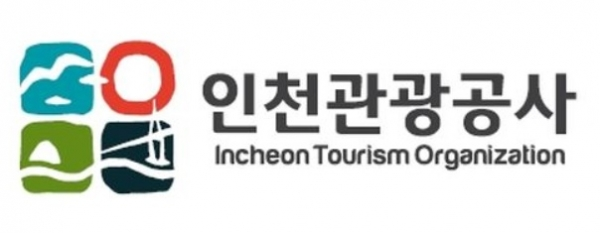 인천관광공사
Incheon Tourism Organization